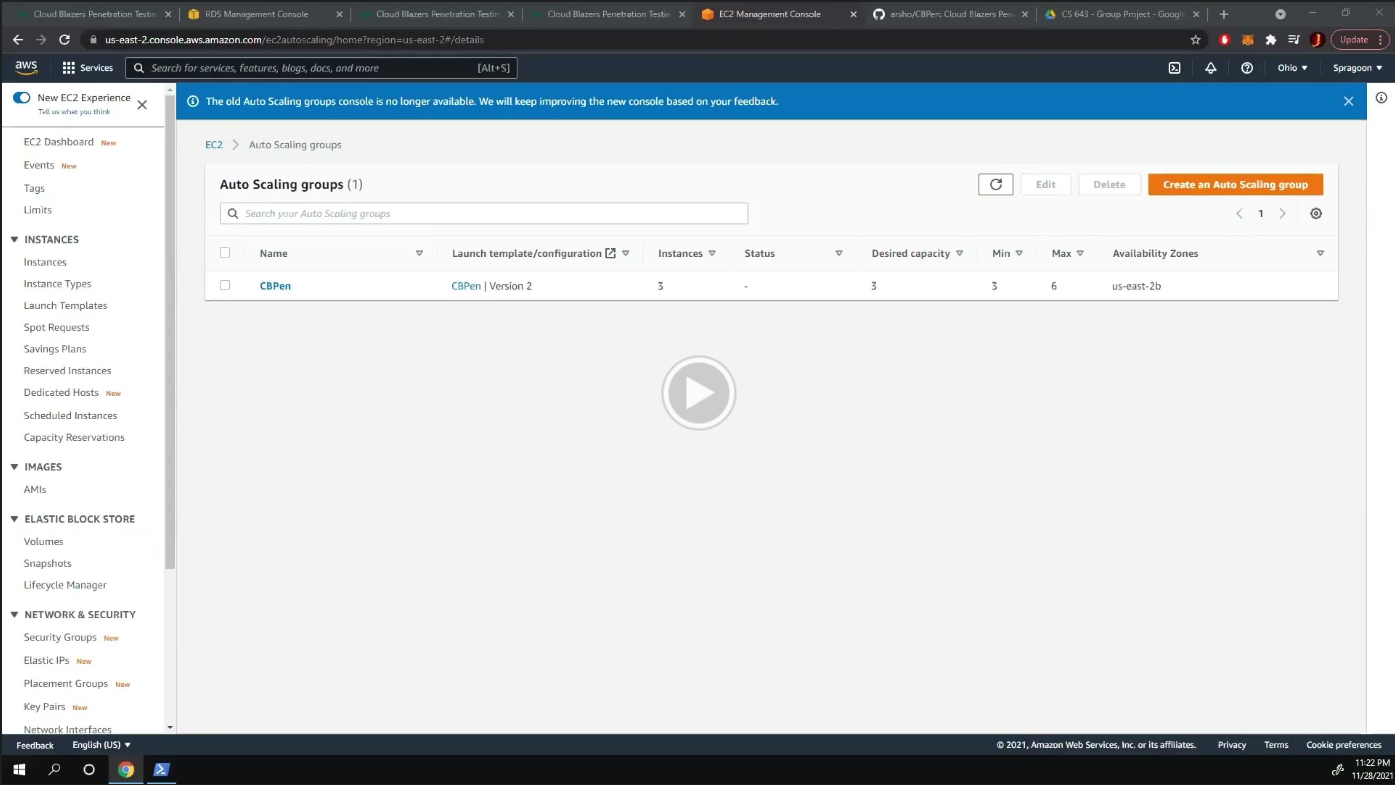 Cloud Blazers Penetration Testin
RDS Management Console
Cloud Blazers Penetration Testin
Cloud Blazers Penetration Testin
EC2 Management Console
arsho/CBPen: Cloud Blazers Pen
CS 643 - Group Project - Google
us-east-2.console.aws.amazon.com/ec2autoscaling/home?region=us-east-2#/details
Update
aws
Services
Search for services, features, blogs, docs, and more
[Alt+S]
Ohio
Spragoon
New EC2 Experience
Tell us what you think
The old Auto Scaling groups console is no longer available. We will keep improving the new console based on your feedback.
EC2 Dashboard New
Events New
Tags
Limits
INSTANCES
Instances
Instance Types
Launch Templates
Spot Requests
Savings Plans
Reserved Instances
Dedicated Hosts New
Scheduled Instances
Capacity Reservations
IMAGES
AMIs
ELASTIC BLOCK STORE
Volumes
Snapshots
Lifecycle Manager
NETWORK & SECURITY
Security Groups New
Elastic IPs New
Placement Groups New
Key Pairs New
Network Interfaces
EC2 > Auto Scaling groups
Auto Scaling groups (1)
Edit
Delete
Create an Auto Scaling group
Search your Auto Scaling groups
1
Name Launch template/configuration Instances Status Desired capacity Min Max Availability Zones
CBPen CBPen | Version 2 3 - 3 3 6 us-east-2b
Feedback
English (US)
© 2021, Amazon Web Services, Inc. or its affiliates.
Privacy
Terms
Cookie preferences
11:22 PM
11/28/2021